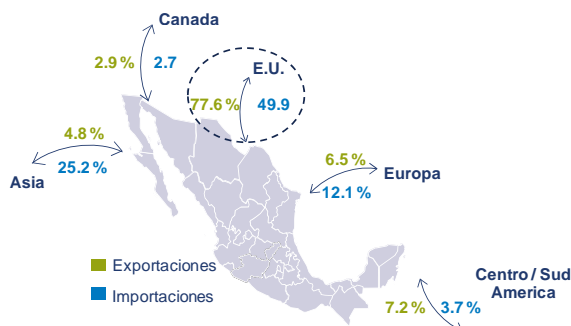 Canada
2.9 % 2.7
E.U.
77.6 % 49.9
4.8 %
25.2 %
Asia
6.5 %
Europa
12.1 %
Exportaciones
Importaciones
Centro / Sud
America
7.2 % 3.7 %